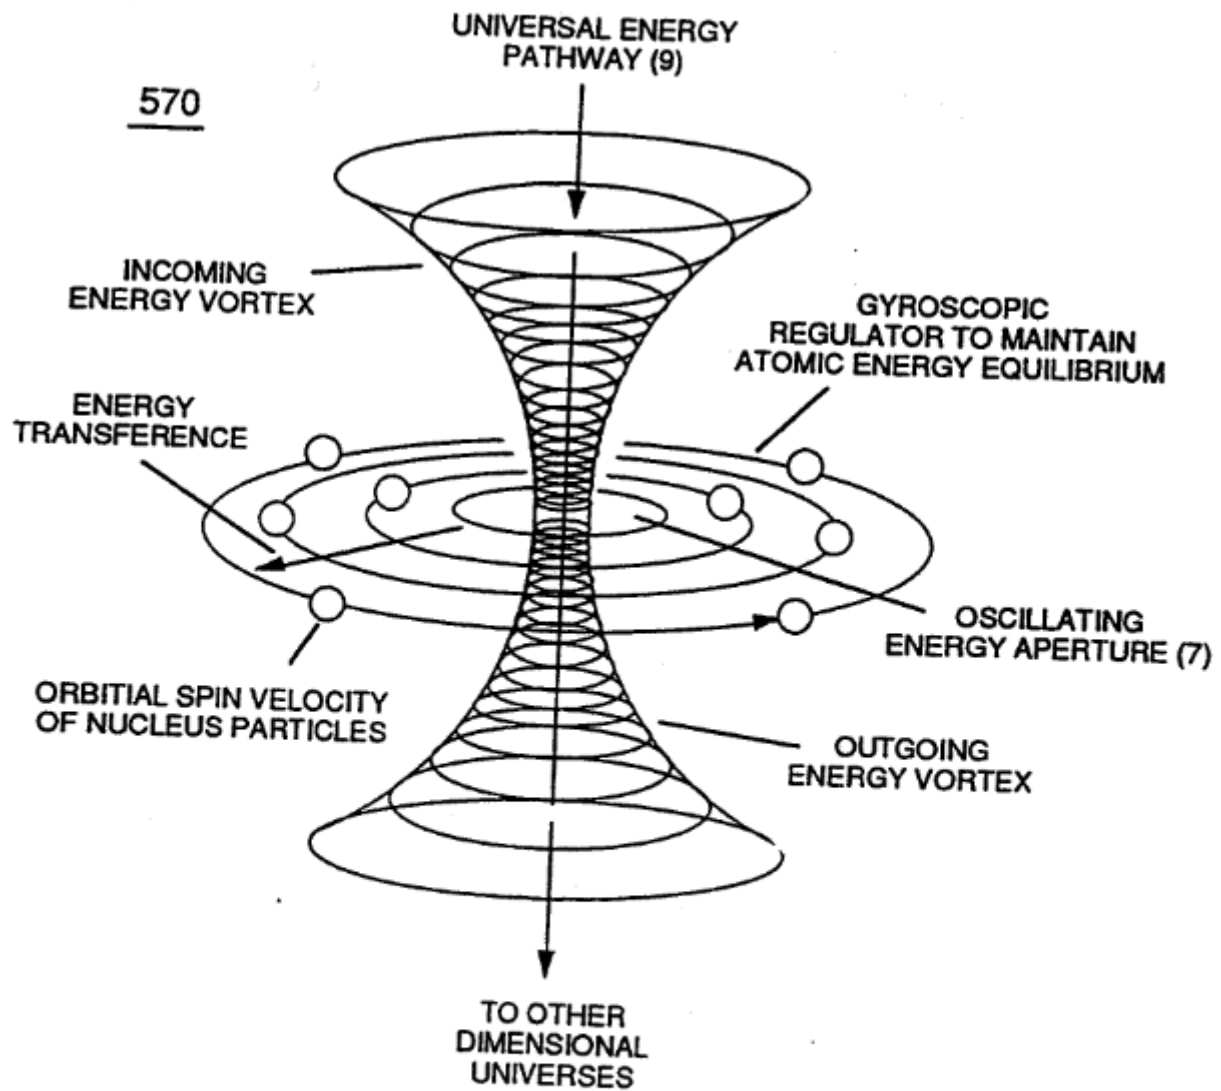 UNIVERSAL ENERGY
PATHWAY (9)
570
INCOMING
ENERGY VORTEX
GYROSCOPIC
REGULATOR TO MAINTAIN
ATOMIC ENERGY EQUILIBRIUM
ENERGY
TRANSFERENCE
OSCILLATING
ENERGY APERTURE (7)
ORBITIAL SPIN VELOCITY
OF NUCLEUS PARTICLES
OUTGOING
ENERGY VORTEX
TO OTHER
DIMENSIONAL
UNIVERSES